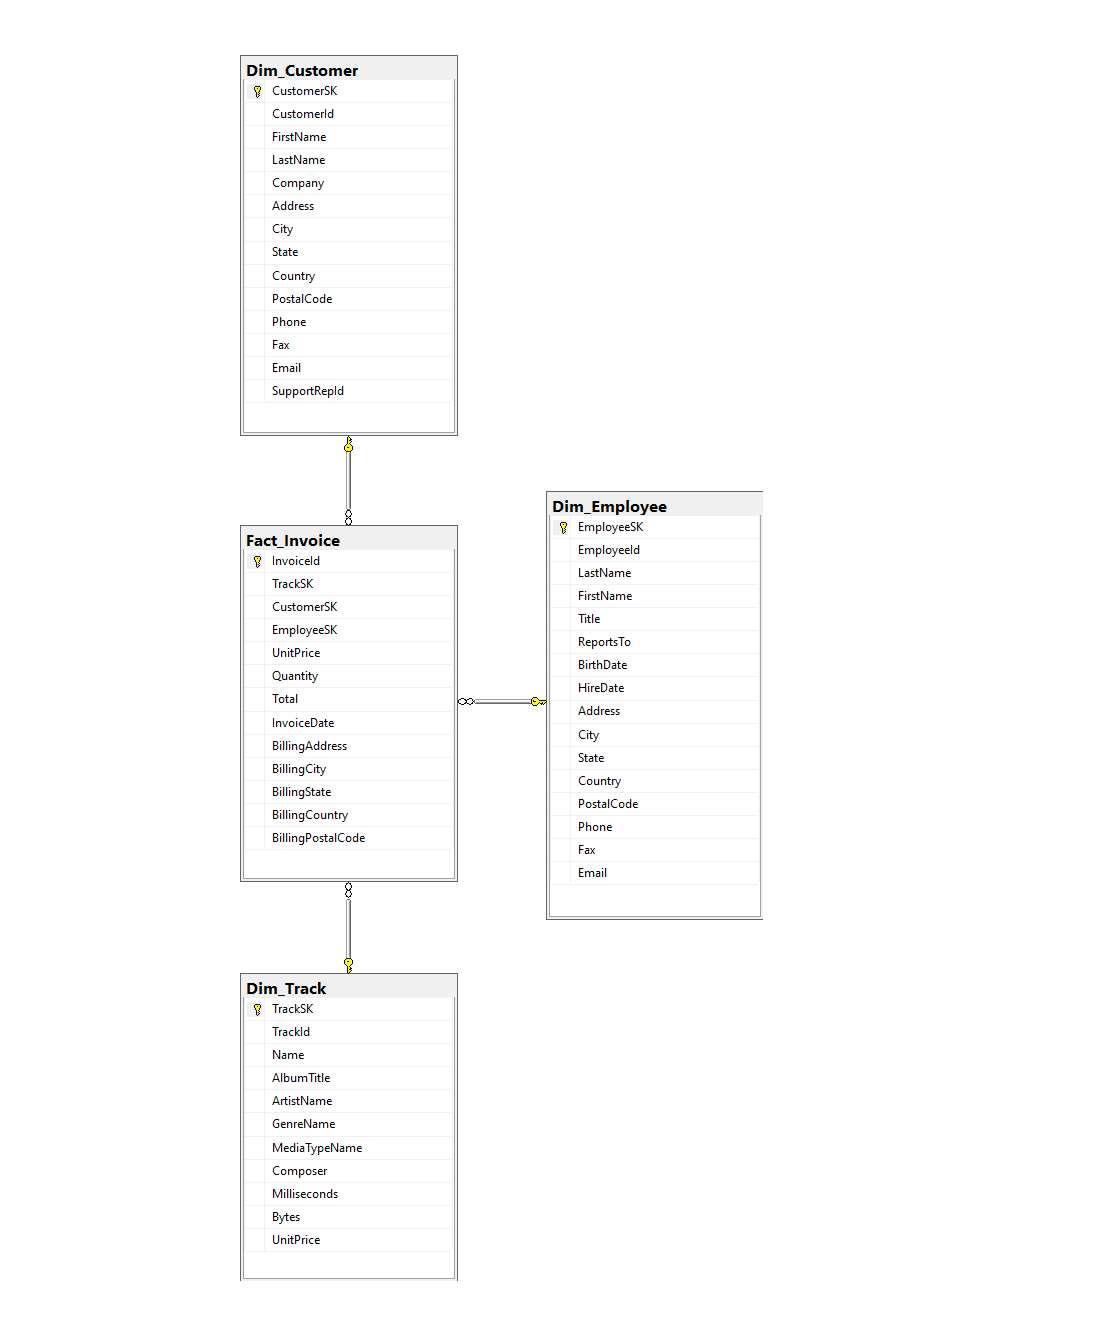 Dim_Customer
CustomerSK
CustomerId
FirstName
LastName
Company
Address
City
State
Country
PostalCode
Phone
Fax
Email
SupportRepId
Fact_Invoice
InvoiceId
TrackSK
CustomerSK
EmployeeSK
UnitPrice
Quantity
Total
InvoiceDate
BillingAddress
BillingCity
BillingState
BillingCountry
BillingPostalCode
Dim_Employee
EmployeeSK
EmployeeId
LastName
FirstName
Title
ReportsTo
BirthDate
HireDate
Address
City
State
Country
PostalCode
Phone
Fax
Email
Dim_Track
TrackSK
TrackId
Name
AlbumTitle
ArtistName
GenreName
MediaTypeName
Composer
Milliseconds
Bytes
UnitPrice